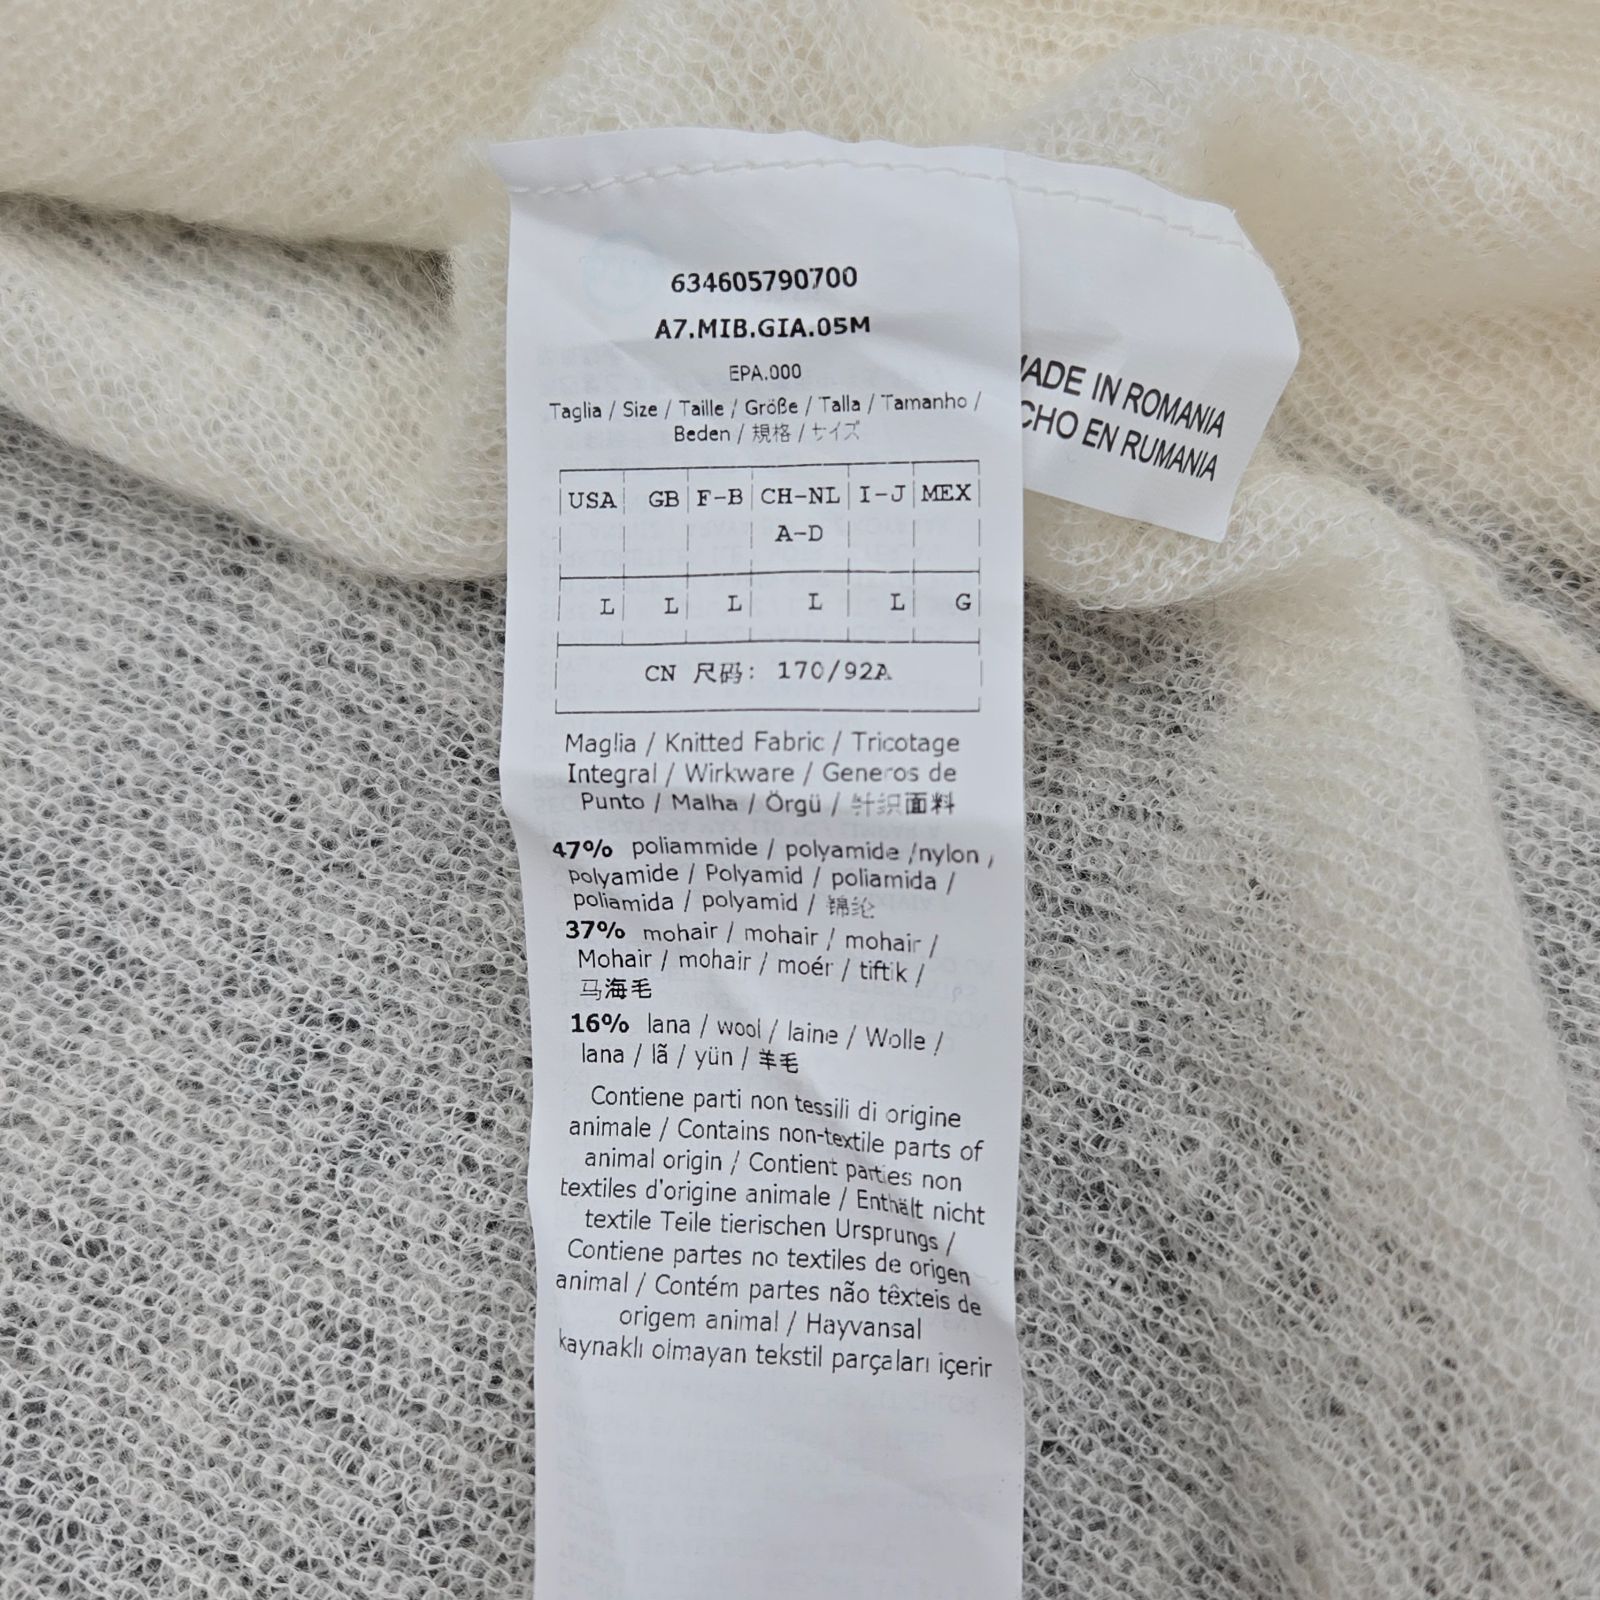 634605790700
A7.MIB.GIA.05M
EPA.000
Taglia / Size / Taille / Größe / Talla / Tamanho /
Beden / 規格 / サイズ
USA GB F-B CH-NL I-J MEX
A-D
L L L L L G
CN 尺码: 170/92A
Maglia / Knitted Fabric / Tricotage
Integral / Wirkware / Generos de
Punto / Malha / Örgü / 针织面料
47% poliammide / polyamide /nylon /
polyamide / Polyamid / poliamida /
poliamida / polyamid / 锦纶
37% mohair / mohair / mohair /
Mohair / mohair / moér / tiftik /
马海毛
16% lana / wool / laine / Wolle /
lana / lã / yün / 羊毛
Contiene parti non tessili di origine
animale / Contains non-textile parts of
animal origin / Contient parties non
textiles d'origine animale / Enthält nicht
textile Teile tierischen Ursprungs /
Contiene partes no textiles de origen
animal / Contém partes não têxteis de
origem animal / Hayvansal
kaynaklı olmayan tekstil parçaları içerir
MADE IN ROMANIA
CHO EN RUMANIA